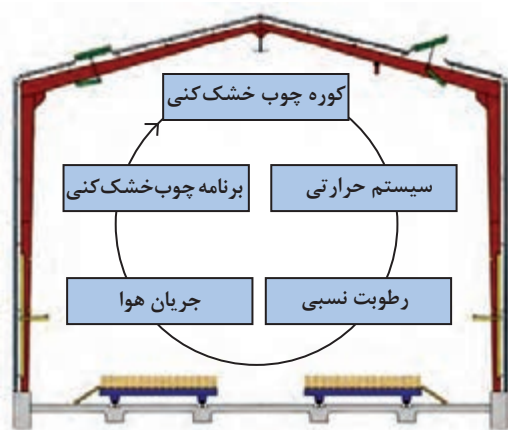 کوره چوب خشک‌کنی
سیستم حرارتی
برنامه چوب‌خشک‌کنی
رطوبت نسبی
جریان هوا